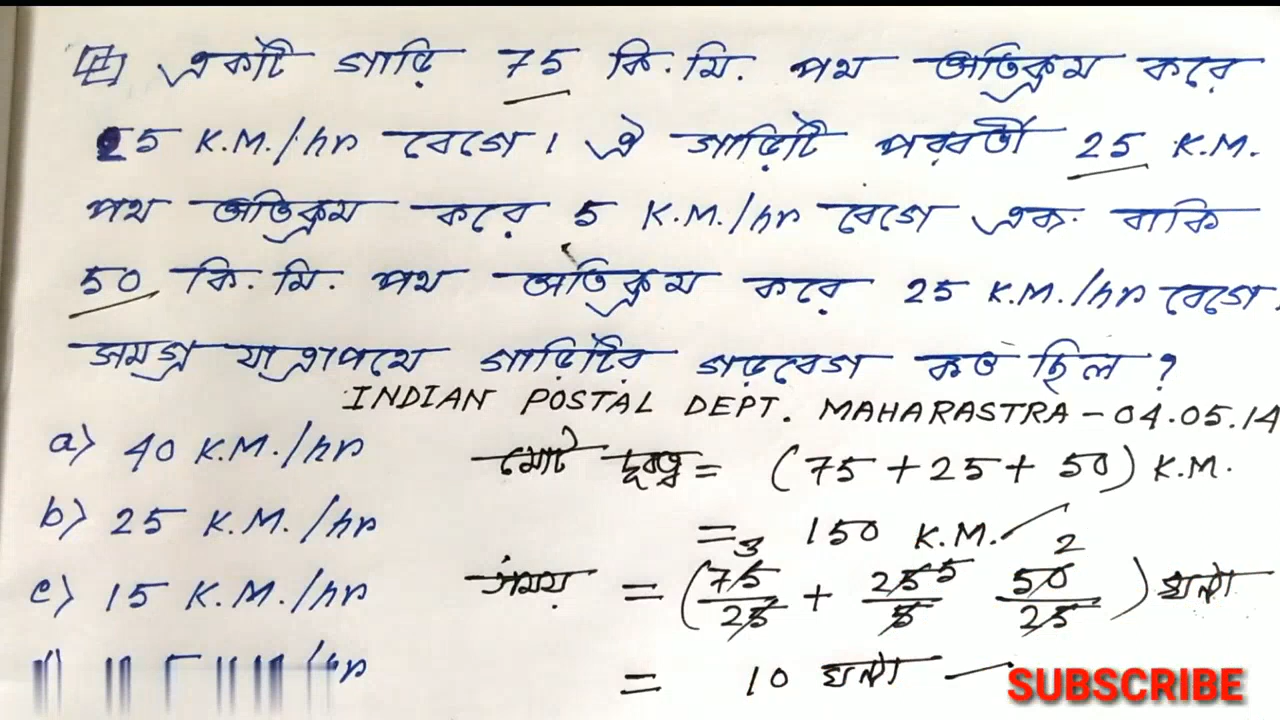 একটি গাড়ি 75 কি.মি. পথ অতিক্রম করে
25 K.M./hr বেগে। ঐ গাড়িটি পরবর্তী 25 K.M.
পথ অতিক্রম করে 5 K.M./hr বেগে এবং বাকি
50 কি.মি. পথ অতিক্রম করে 25 K.M./hr বেগে.
সমগ্র যাত্রাপথে গাড়িটির গড়বেগ কত ছিল ?
INDIAN POSTAL DEPT. MAHARASTRA - 04.05.14
a) 40 K.M./hr
b) 25 K.M./hr
c) 15 K.M./hr
মোট দূরত্ব = (75 + 25 + 50) K.M.
= 150 K.M.
3 5 2
সময় = (75/25 + 25/5 50/25) ঘন্টা
= 10 ঘন্টা
SUBSCRIBE